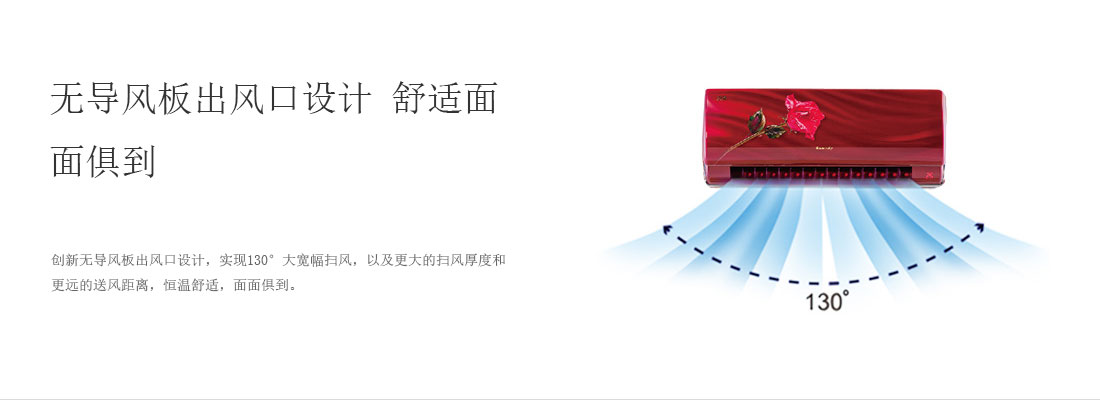 无导风板出风口设计 舒适面
面俱到
创新无导风板出风口设计，实现130°大宽幅扫风，以及更大的扫风厚度和
更远的送风距离，恒温舒适，面面俱到。
130°